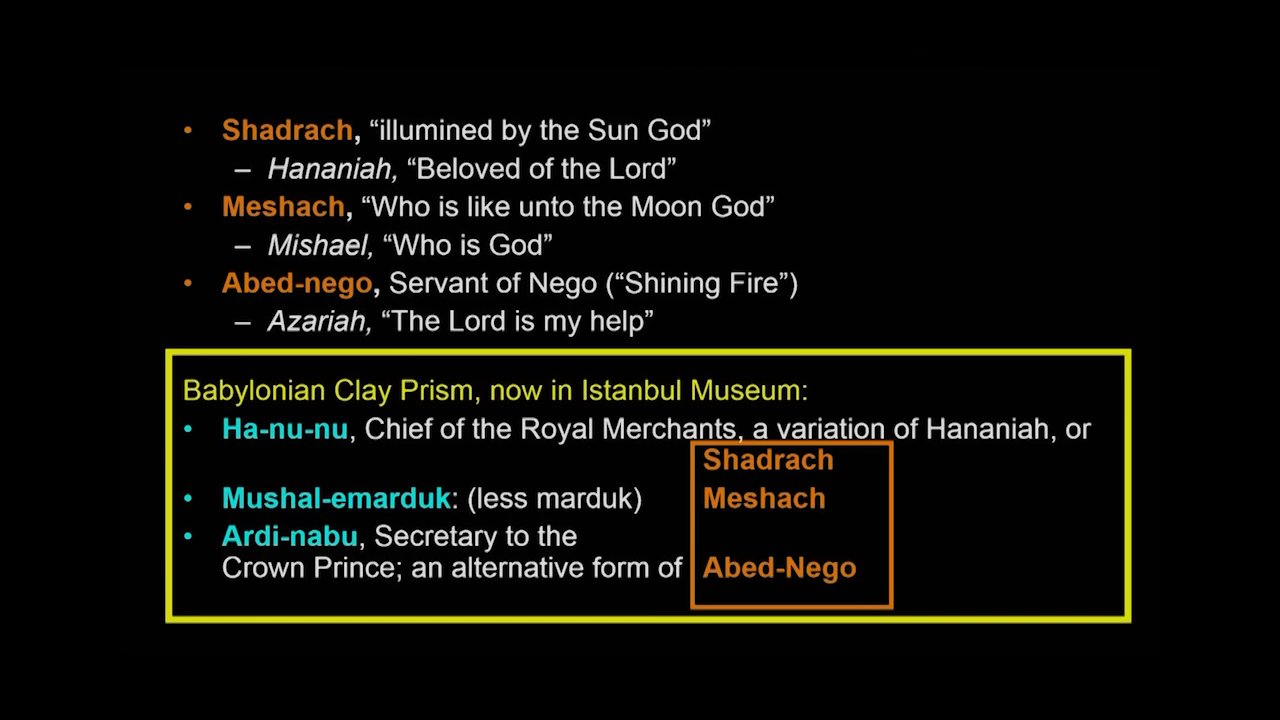 • Shadrach, “illumined by the Sun God”
– Hananiah, “Beloved of the Lord”
• Meshach, “Who is like unto the Moon God”
– Mishael, “Who is God”
• Abed-nego, Servant of Nego (“Shining Fire”)
– Azariah, “The Lord is my help”
Babylonian Clay Prism, now in Istanbul Museum:
• Ha-nu-nu, Chief of the Royal Merchants, a variation of Hananiah, or
Shadrach
• Mushal-emarduk: (less marduk) Meshach
• Ardi-nabu, Secretary to the
Crown Prince; an alternative form of Abed-Nego